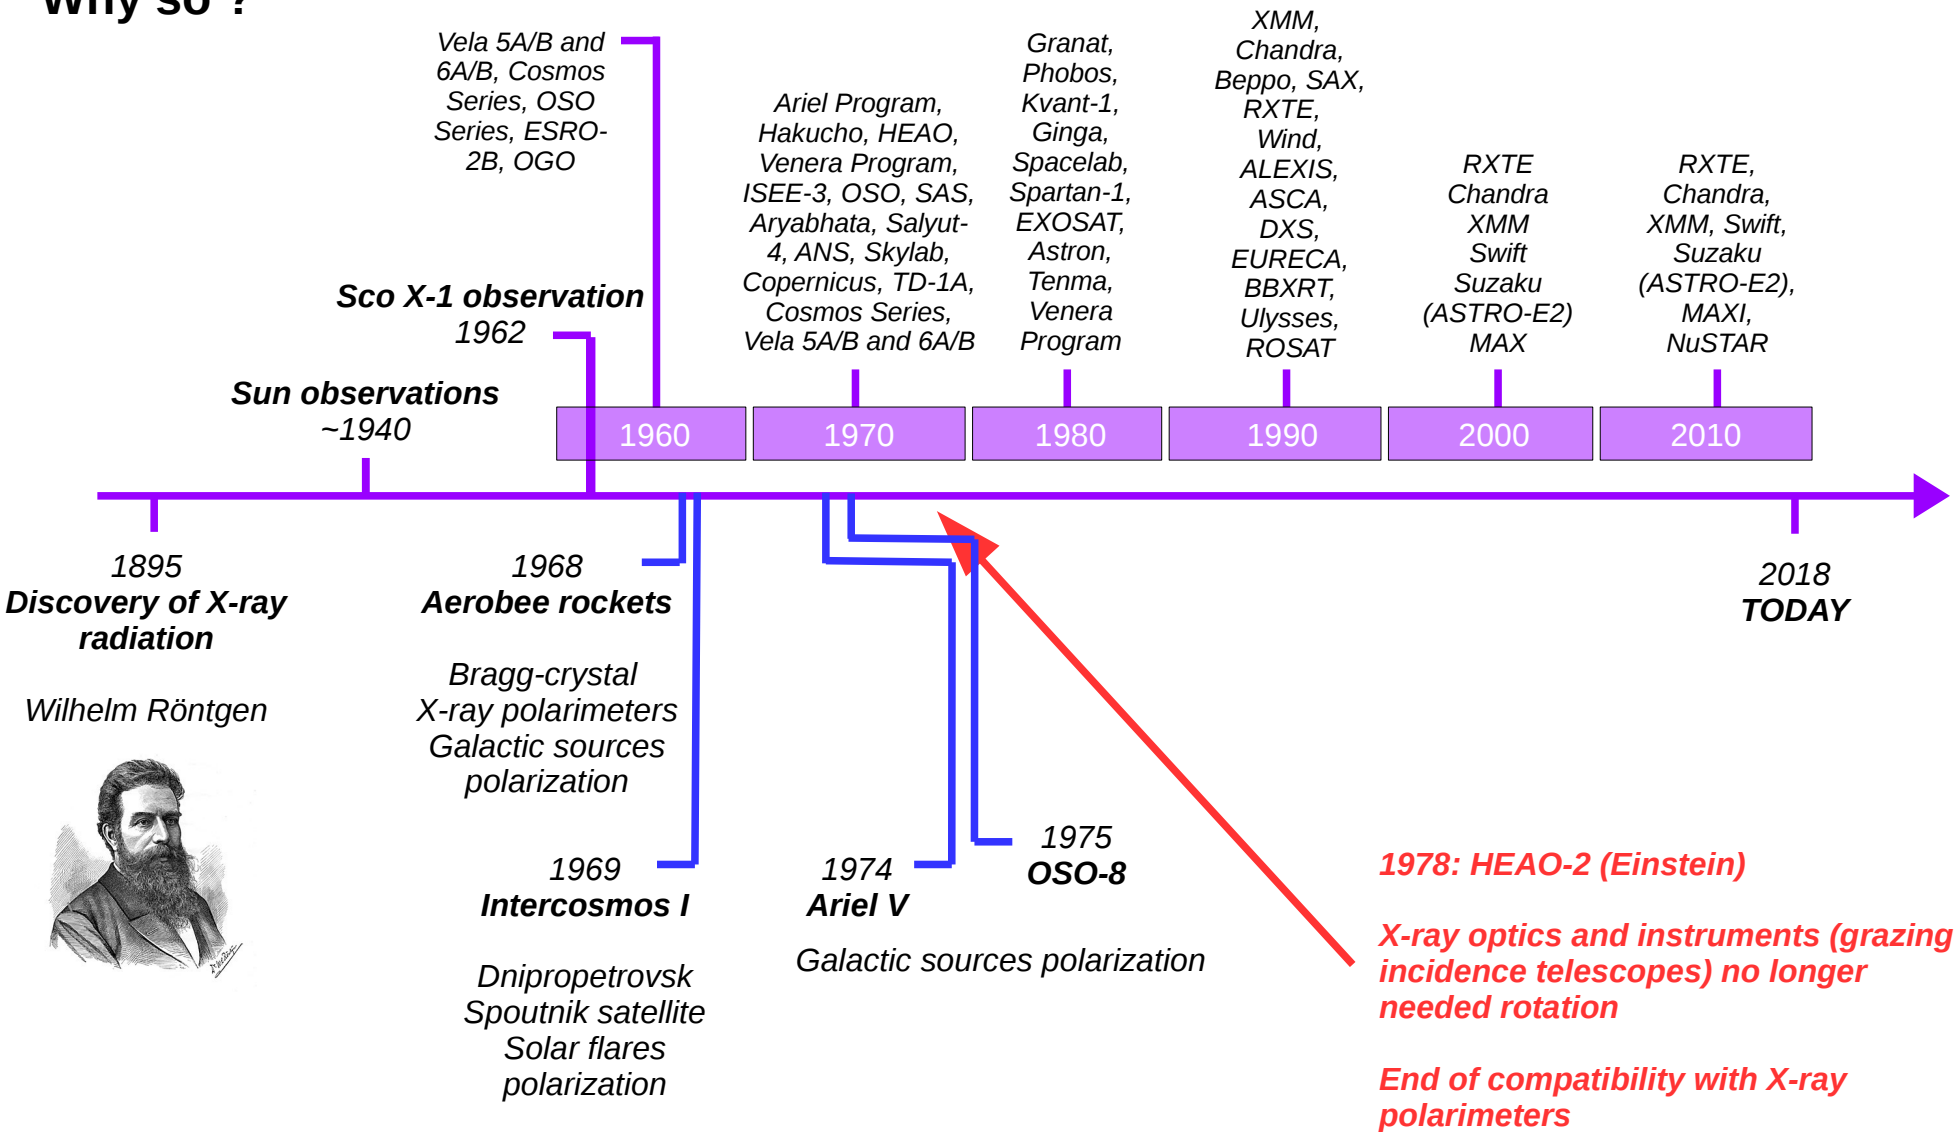 Why so ?
Vela 5A/B and
6A/B, Cosmos
Series, OSO
Series, ESRO-
2B, OGO
Ariel Program,
Hakucho, HEAO,
Venera Program,
ISEE-3, OSO, SAS,
Aryabhata, Salyut-
4, ANS, Skylab,
Copernicus, TD-1A,
Cosmos Series,
Vela 5A/B and 6A/B
Granat,
Phobos,
Kvant-1,
Ginga,
Spacelab,
Spartan-1,
EXOSAT,
Astron,
Tenma,
Venera
Program
XMM,
Chandra,
Beppo, SAX,
RXTE,
Wind,
ALEXIS,
ASCA,
DXS,
EURECA,
BBXRT,
Ulysses,
ROSAT
RXTE
Chandra
XMM
Swift
Suzaku
(ASTRO-E2)
MAX
RXTE,
Chandra,
XMM, Swift,
Suzaku
(ASTRO-E2),
MAXI,
NuSTAR
Sco X-1 observation
1962
Sun observations
~1940
1960
1970
1980
1990
2000
2010
1895
Discovery of X-ray
radiation
Wilhelm Röntgen
1968
Aerobee rockets
Bragg-crystal
X-ray polarimeters
Galactic sources
polarization
1969
Intercosmos I
Dnipropetrovsk
Spoutnik satellite
Solar flares
polarization
1974
Ariel V
1975
OSO-8
Galactic sources polarization
2018
TODAY
1978: HEAO-2 (Einstein)
X-ray optics and instruments (grazing
incidence telescopes) no longer
needed rotation
End of compatibility with X-ray
polarimeters